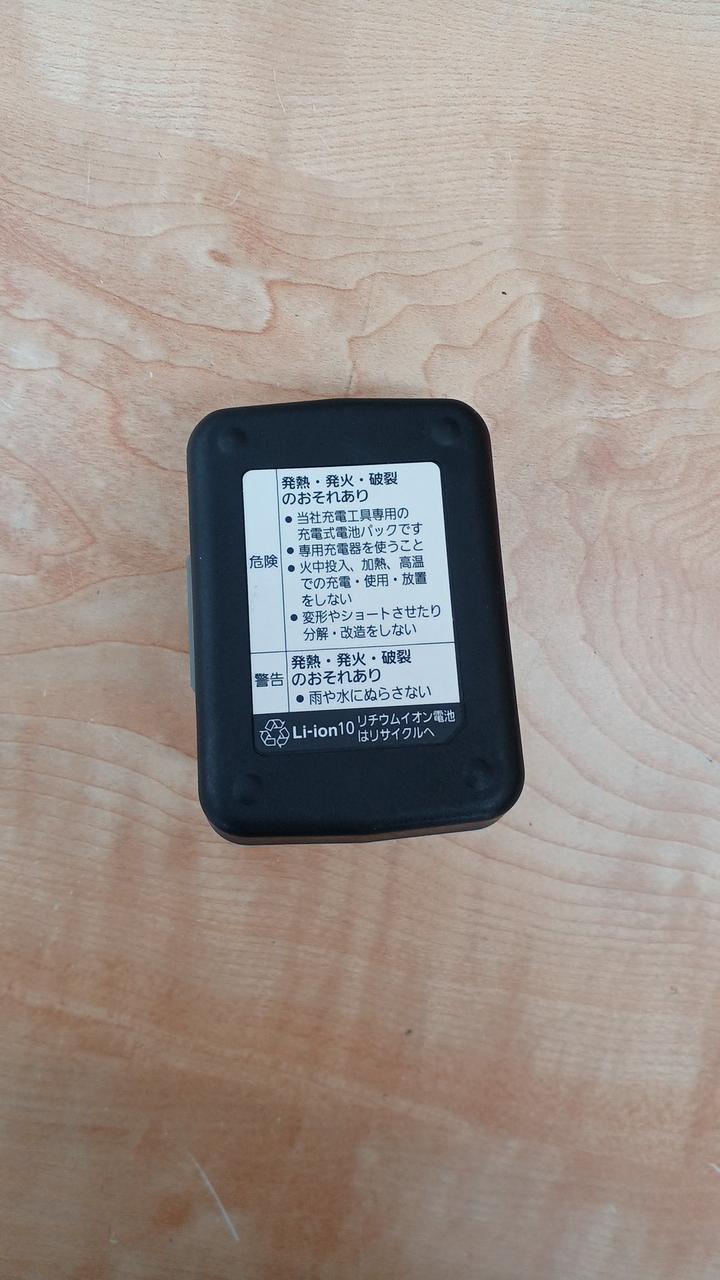 危険
発熱・発火・破裂
のおそれあり
● 当社充電工具専用の
充電式電池パックです
● 専用充電器を使うこと
● 火中投入、加熱、高温
での充電・使用・放置
をしない
● 変形やショートさせたり
分解・改造をしない
警告
発熱・発火・破裂
のおそれあり
● 雨や水にぬらさない
Li-ion10
リチウムイオン電池
はリサイクルへ